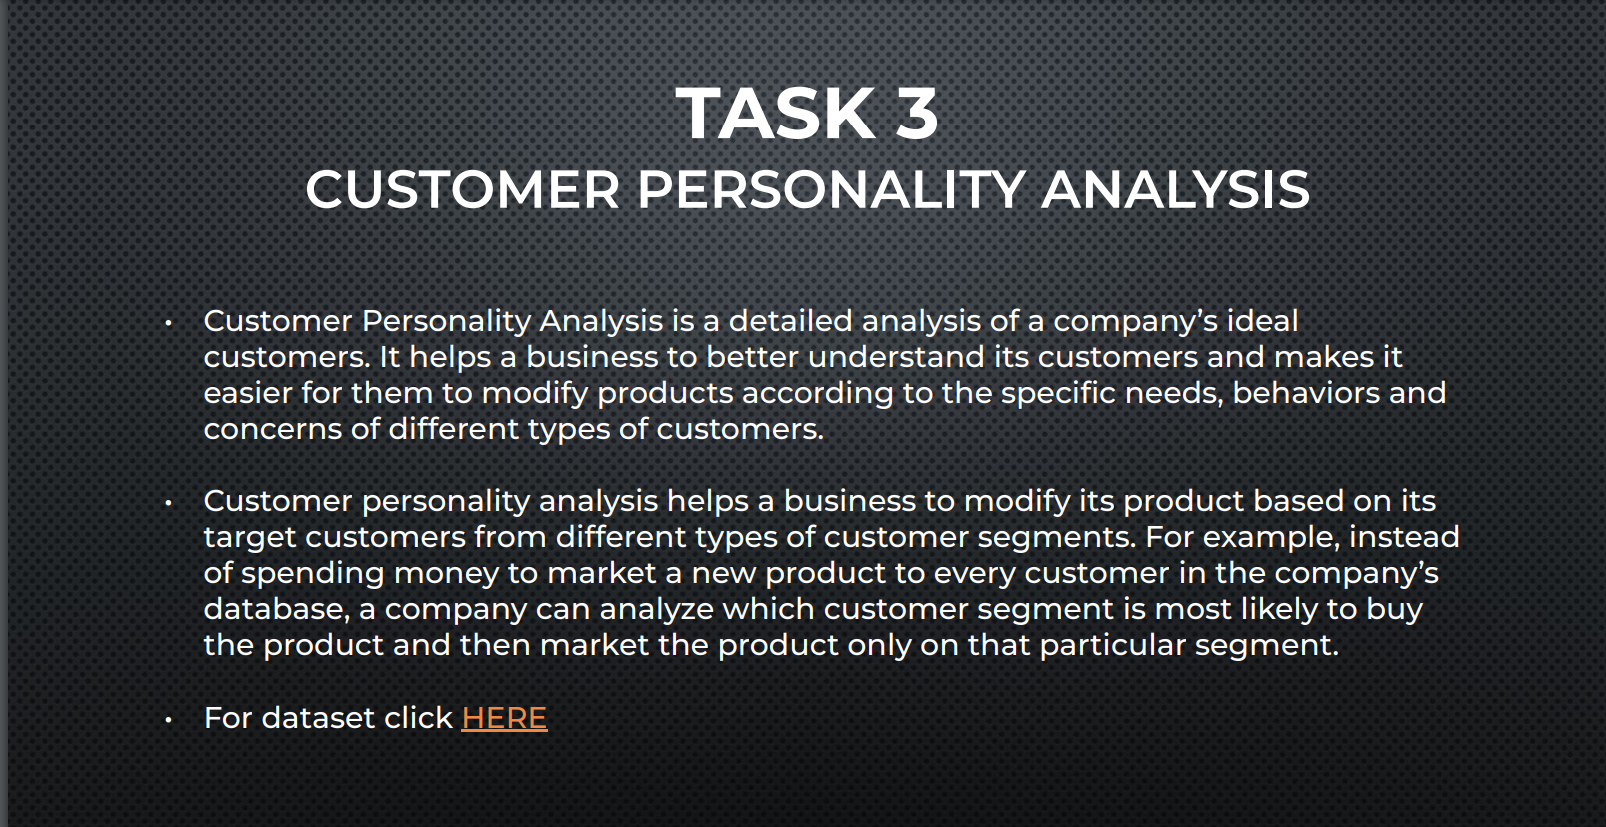 TASK 3
CUSTOMER PERSONALITY ANALYSIS
• Customer Personality Analysis is a detailed analysis of a company’s ideal
customers. It helps a business to better understand its customers and makes it
easier for them to modify products according to the specific needs, behaviors and
concerns of different types of customers.
• Customer personality analysis helps a business to modify its product based on its
target customers from different types of customer segments. For example, instead
of spending money to market a new product to every customer in the company’s
database, a company can analyze which customer segment is most likely to buy
the product and then market the product only on that particular segment.
• For dataset click HERE